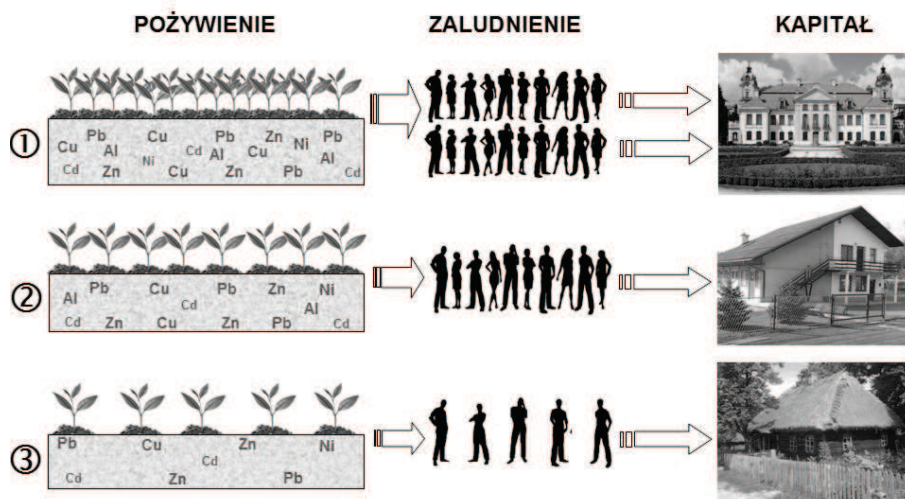 POŻYWIENIE ZALUDNIENIE KAPITAŁ
①
Pb Cu Pb Zn Pb
Cu Al Ni Cd Al Cu Ni Al
Cd Zn Cu Zn Pb Cd
②
Pb Cu Pb Zn Ni
Al Cd Al
Cd Zn Cu Zn Pb Cd
③
Pb Cu Zn Ni
Cd
Cd Zn Pb